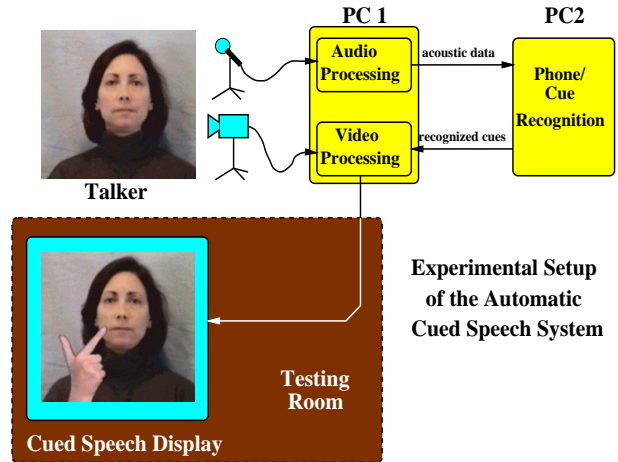 PC 1
PC2
Audio
Processing
acoustic data
Phone/
Cue
Recognition
Video
Processing
recognized cues
Talker
Experimental Setup
of the Automatic
Cued Speech System
Testing
Room
Cued Speech Display